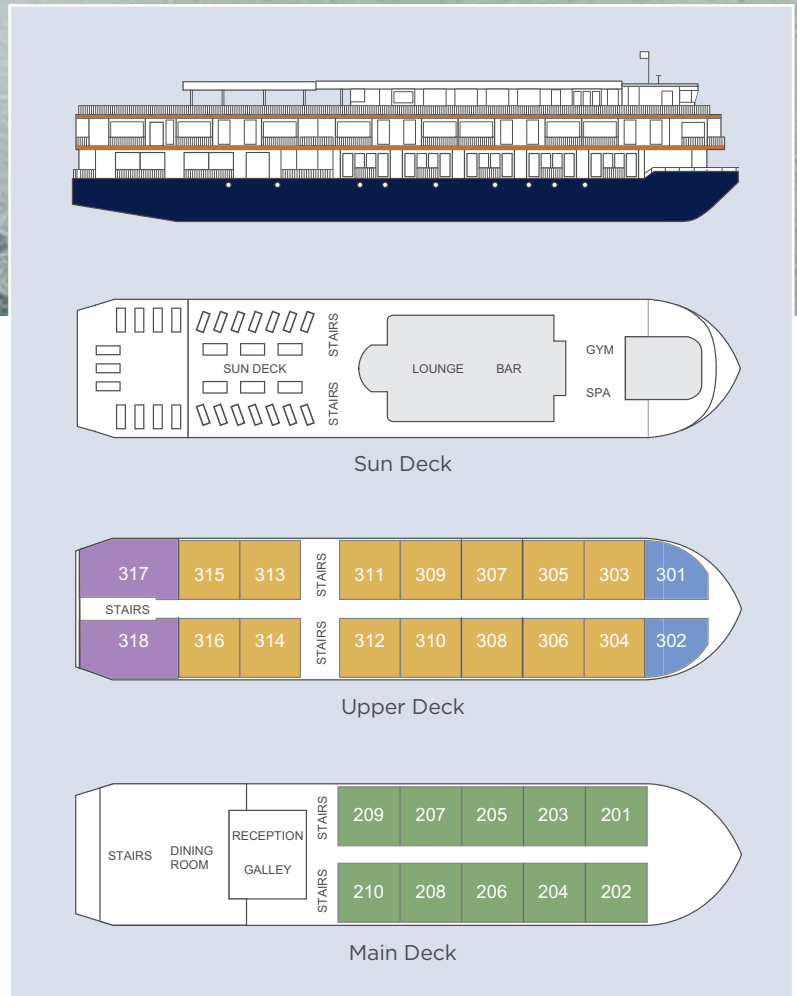 STAIRS
SUN DECK
STAIRS
LOUNGE
BAR
GYM
SPA
Sun Deck
317
315
313
STAIRS
311
309
307
305
303
301
STAIRS
318
316
314
STAIRS
312
310
308
306
304
302
Upper Deck
STAIRS
209
207
205
203
201
STAIRS
DINING
ROOM
RECEPTION
GALLEY
STAIRS
210
208
206
204
202
Main Deck